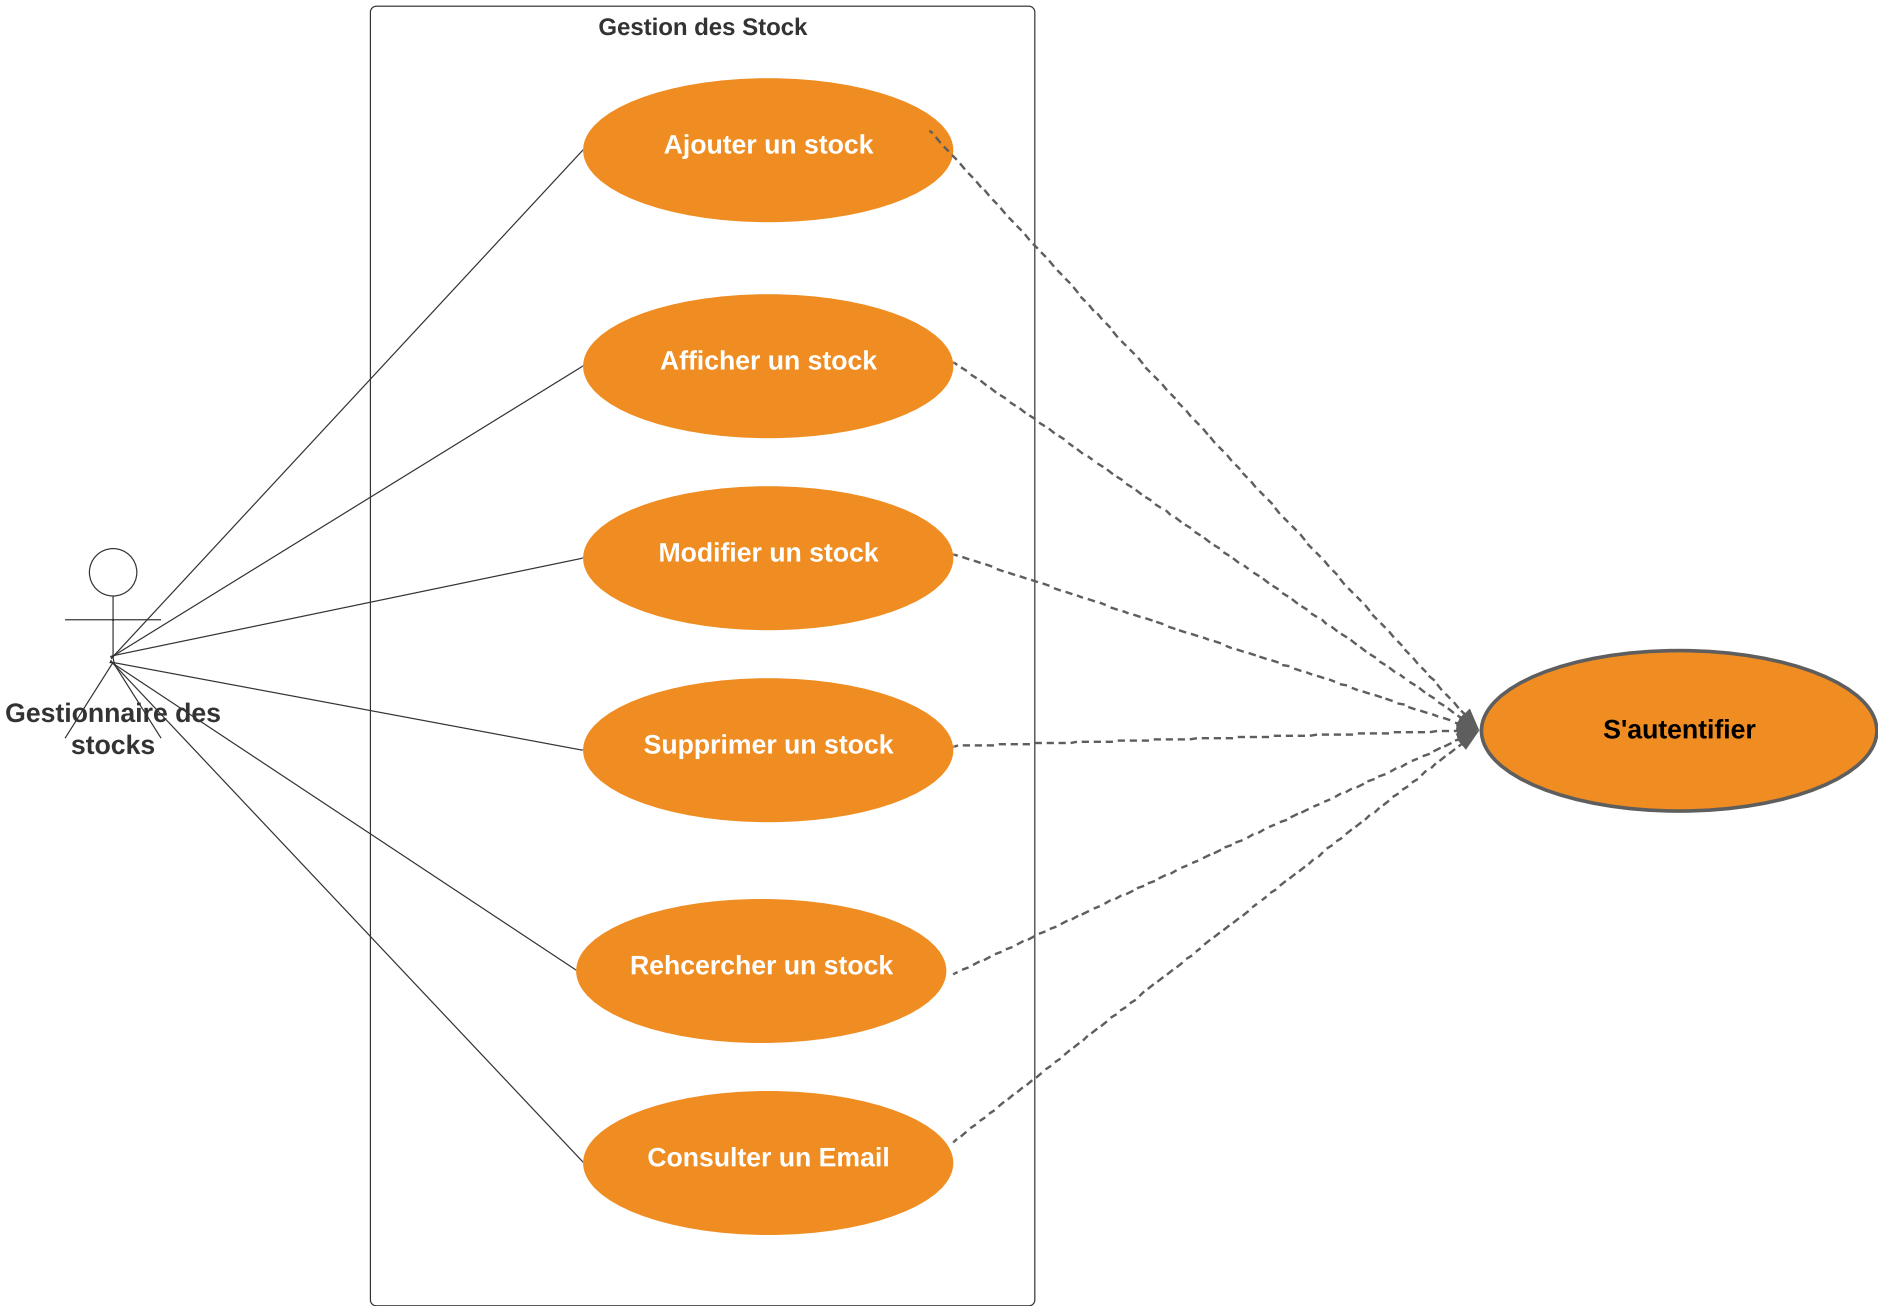 Gestion des Stock
Ajouter un stock
Afficher un stock
Modifier un stock
Gestionnaire des
stocks
Supprimer un stock
S'autentifier
Rehcercher un stock
Consulter un Email